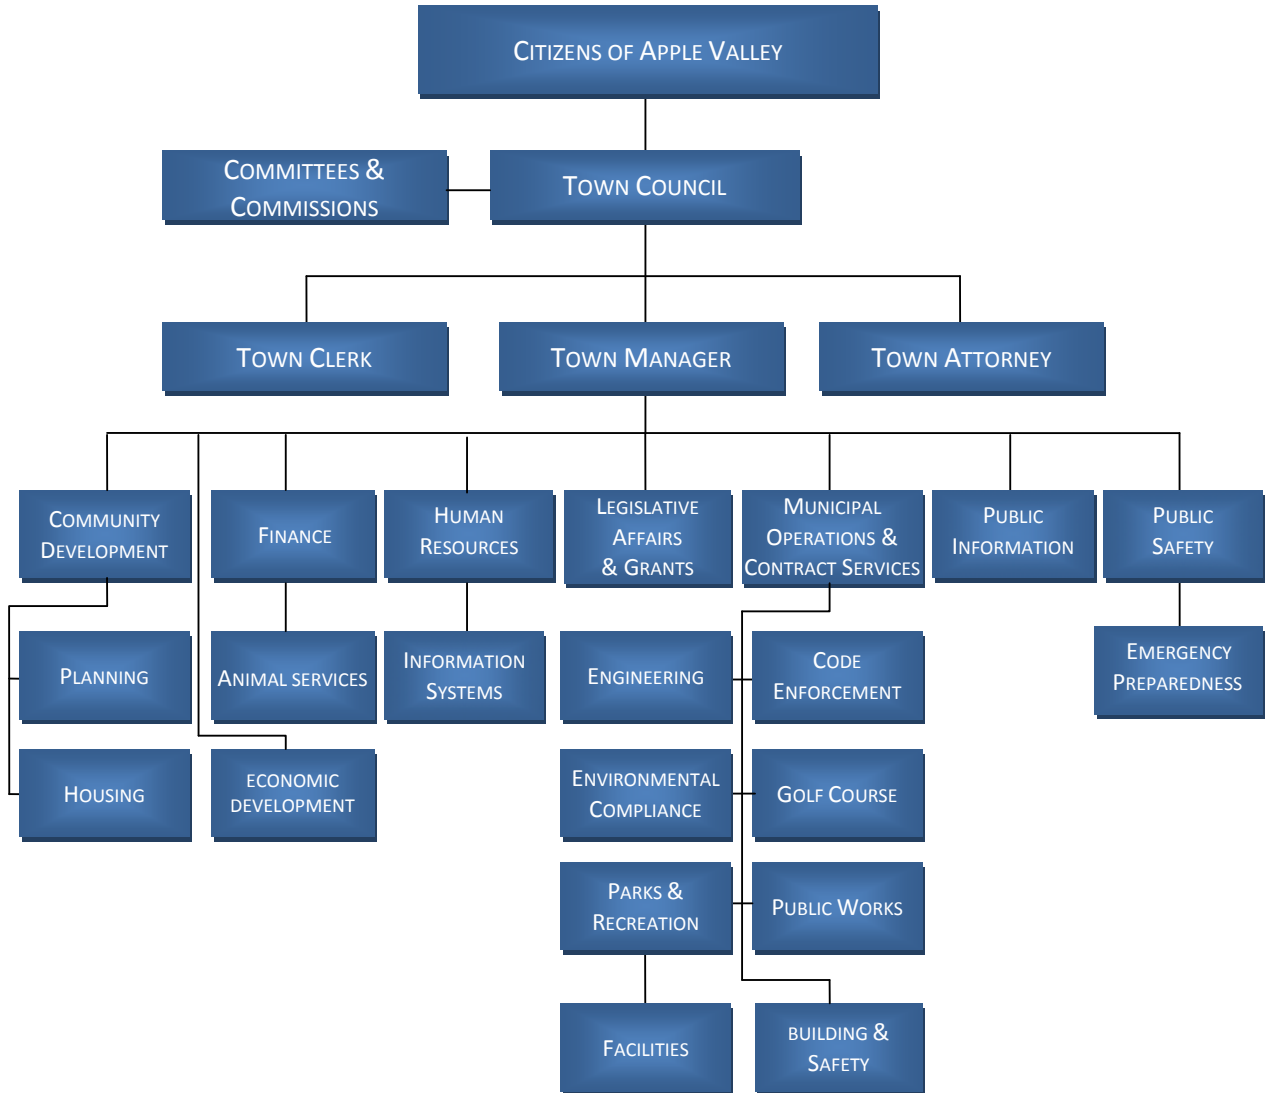 Citizens of Apple Valley
Committees &
Commissions
Town Council
Town Clerk
Town Manager
Town Attorney
Community
Development
Finance
Human
Resources
Legislative
Affairs
& Grants
Municipal
Operations &
Contract Services
Public
Information
Public
Safety
Planning
Animal services
Information
Systems
Engineering
Code
Enforcement
Emergency
Preparedness
Housing
economic
development
Environmental
Compliance
Golf Course
Parks &
Recreation
Public Works
Facilities
building &
Safety